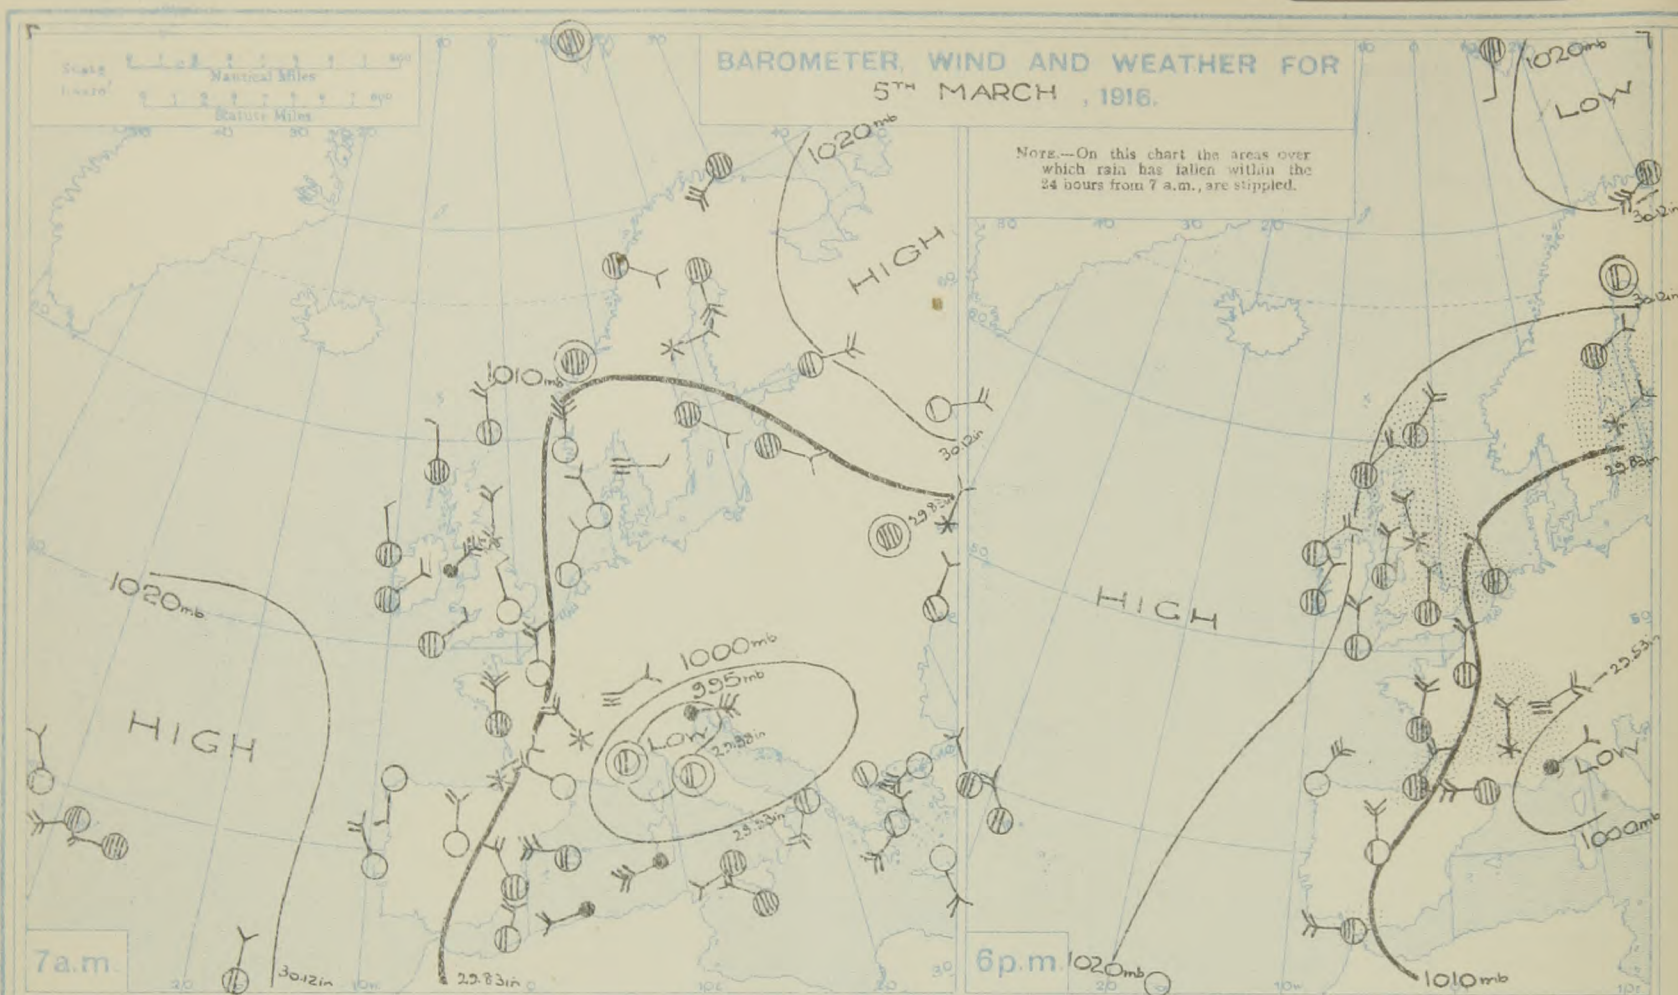 Nautical Miles
Statute Miles
BAROMETER, WIND AND WEATHER FOR
5TH MARCH , 1916.
NOTE.—On this chart the areas over
which rain has fallen within the
24 hours from 7 a.m., are stippled.
1020mb
HIGH
1010mb
30.12in
29.83in
1020mb
HIGH
1000mb
995mb
LOW
29.38in
29.53in
7a.m.
30.12in
29.83in
1020mb
LOW
30.12in
30.12in
29.83in
HIGH
29.53in
LOW
1000mb
6p.m.
1020mb
1010mb